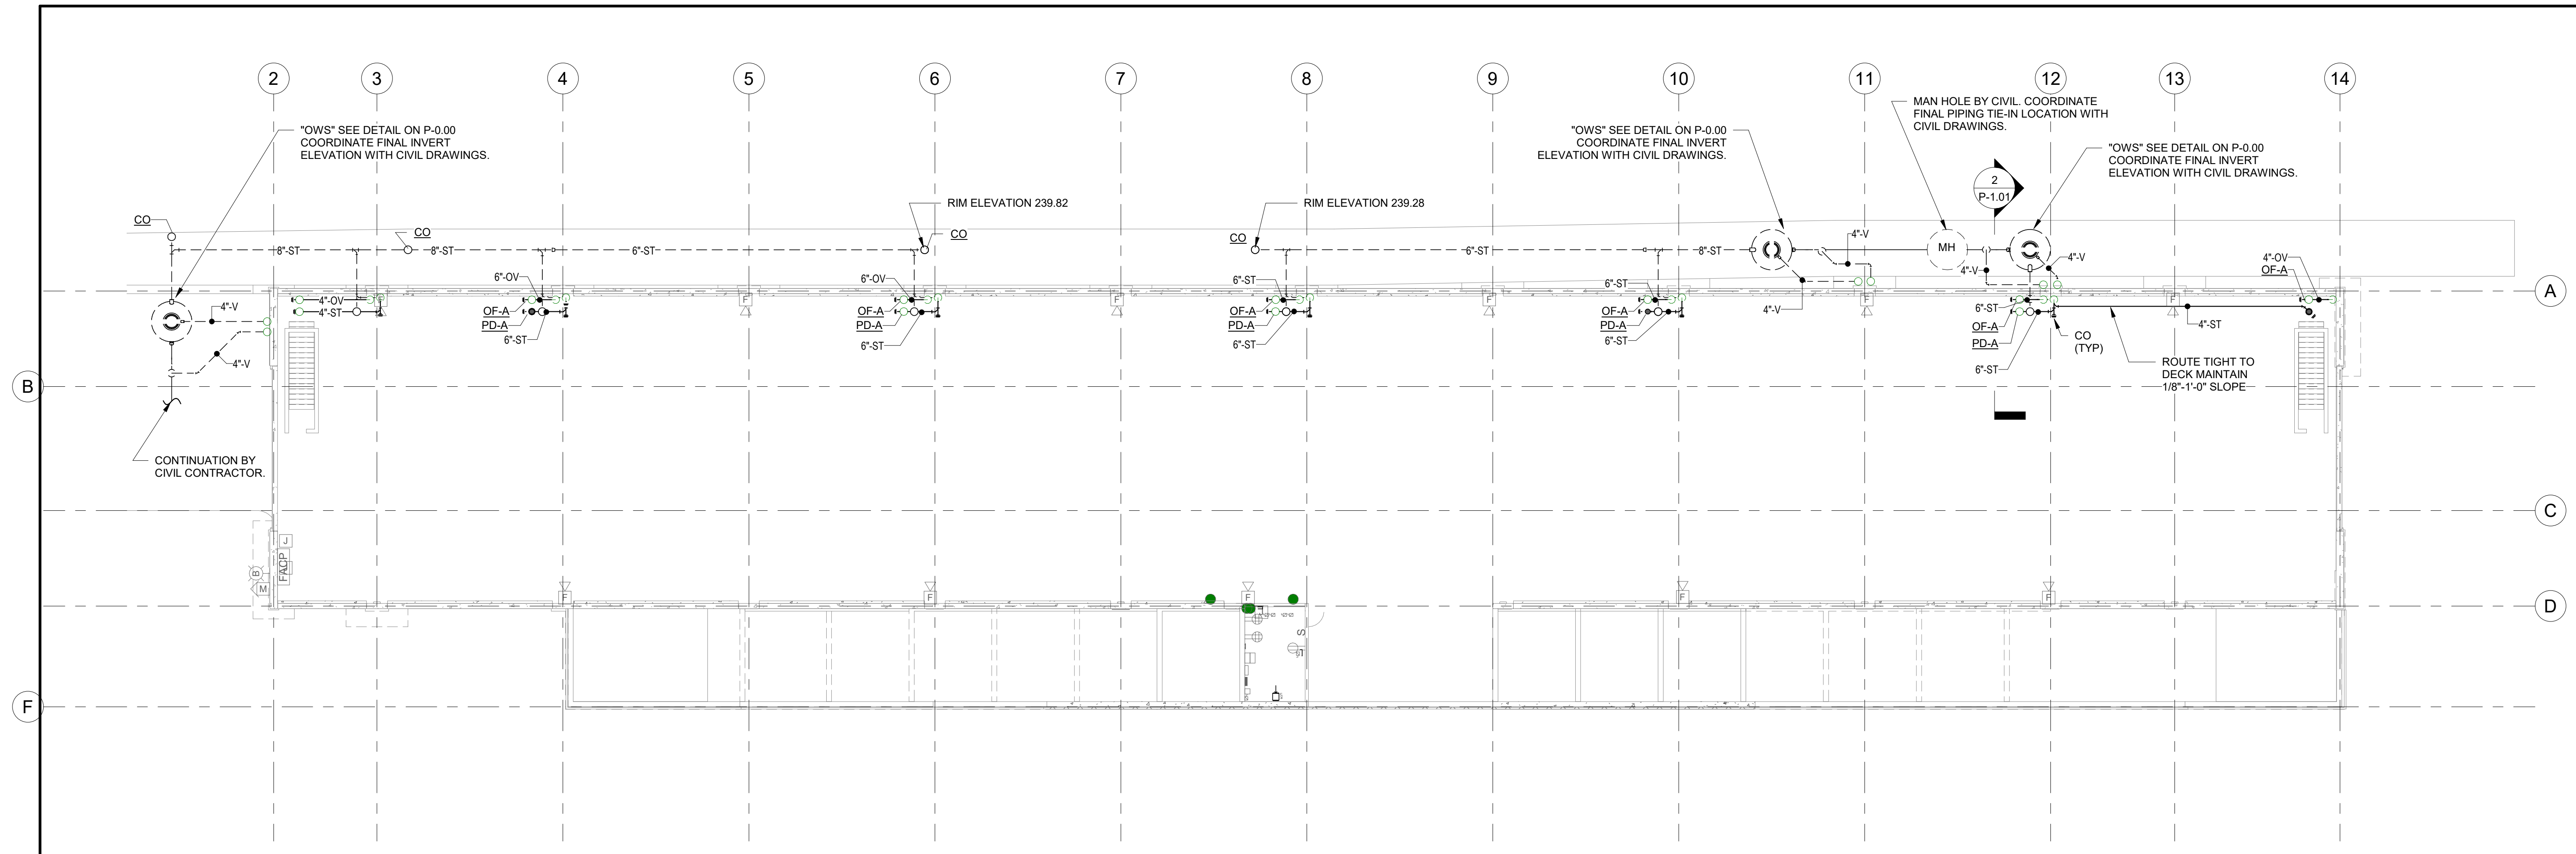 2
3
4
5
6
7
8
9
10
11
12
13
14
"OWS" SEE DETAIL ON P-0.00
COORDINATE FINAL INVERT
ELEVATION WITH CIVIL DRAWINGS.
"OWS" SEE DETAIL ON P-0.00
COORDINATE FINAL INVERT
ELEVATION WITH CIVIL DRAWINGS.
MAN HOLE BY CIVIL. COORDINATE
FINAL PIPING TIE-IN LOCATION WITH
CIVIL DRAWINGS.
"OWS" SEE DETAIL ON P-0.00
COORDINATE FINAL INVERT
ELEVATION WITH CIVIL DRAWINGS.
2
P-1.01
RIM ELEVATION 239.82
RIM ELEVATION 239.28
CO
CO
CO
CO
8"-ST
8"-ST
6"-ST
6"-ST
8"-ST
4"-V
MH
4"-V
4"-V
4"-V
4"-V
4"-V
4"-OV
4"-ST
6"-OV
OF-A
PD-A
6"-ST
6"-OV
OF-A
PD-A
6"-ST
6"-ST
OF-A
PD-A
6"-ST
6"-ST
OF-A
PD-A
6"-ST
6"-ST
OF-A
PD-A
6"-ST
CO
(TYP)
4"-OV
OF-A
4"-ST
ROUTE TIGHT TO
DECK MAINTAIN
1/8"-1'-0" SLOPE
F
F
F
F
F
A
B
CONTINUATION BY
CIVIL CONTRACTOR.
C
J
FACP
B
M
F
F
F
F
F
D
S
F